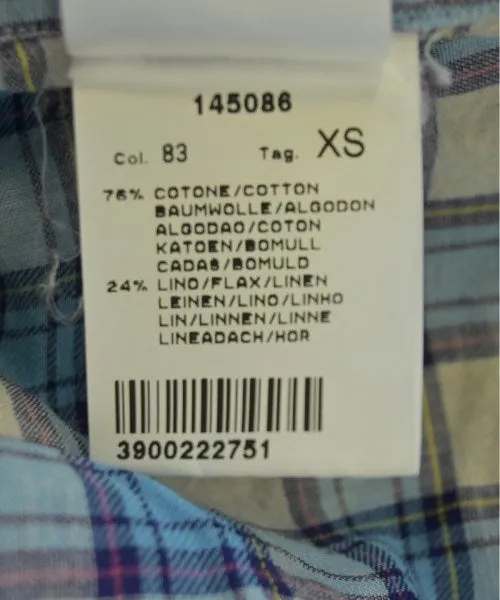 145086
Col. 83 Tag. XS
76% COTONE/COTTON
BAUMWOLLE/ALGODON
ALGODAO/COTON
KATOEN/BOMULL
CADAS/BOMULD
24% LINO/FLAX/LINEN
LEINEN/LINO/LINHO
LIN/LINNEN/LINNE
LINEADACH/HOR
3900222751